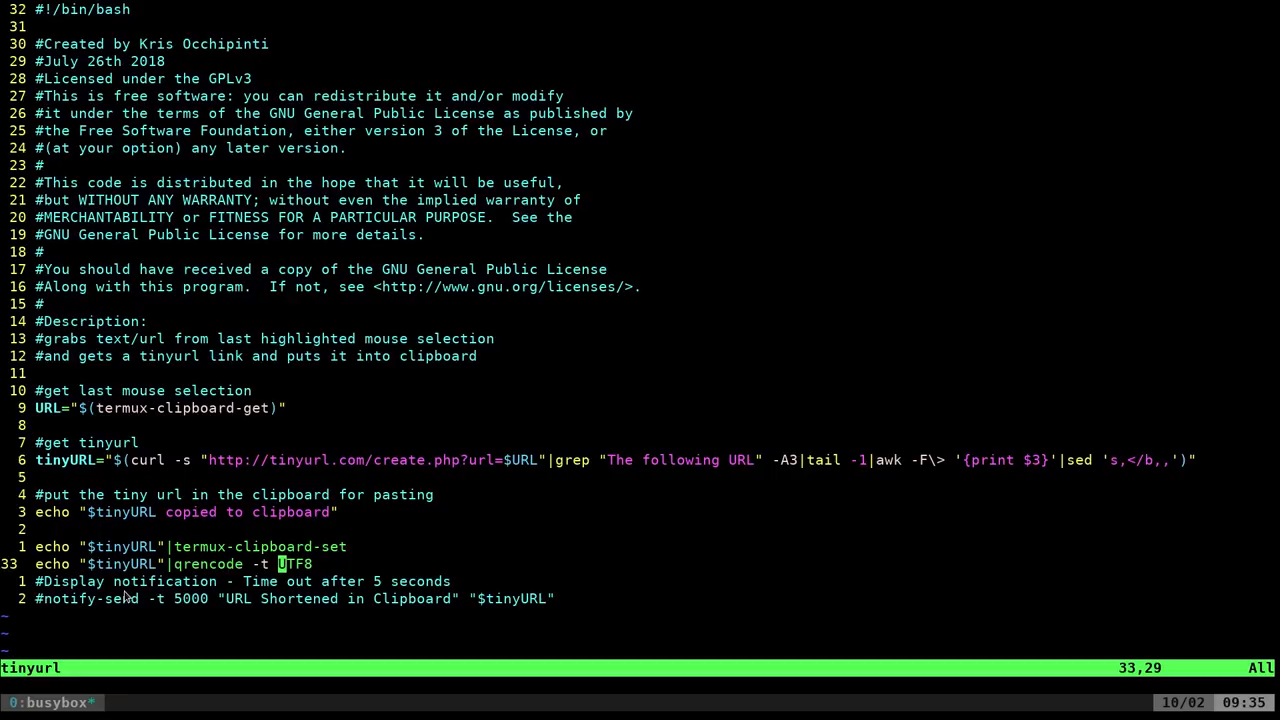 32 #!/bin/bash
31
30 #Created by Kris Occhipinti
29 #July 26th 2018
28 #Licensed under the GPLv3
27 #This is free software: you can redistribute it and/or modify
26 #it under the terms of the GNU General Public License as published by
25 #the Free Software Foundation, either version 3 of the License, or
24 #(at your option) any later version.
23 #
22 #This code is distributed in the hope that it will be useful,
21 #but WITHOUT ANY WARRANTY; without even the implied warranty of
20 #MERCHANTABILITY or FITNESS FOR A PARTICULAR PURPOSE.  See the
19 #GNU General Public License for more details.
18 #
17 #You should have received a copy of the GNU General Public License
16 #Along with this program.  If not, see <http://www.gnu.org/licenses/>.
15 #
14 #Description:
13 #grabs text/url from last highlighted mouse selection
12 #and gets a tinyurl link and puts it into clipboard
11
10 #get last mouse selection
9 URL="$(termux-clipboard-get)"
8
7 #get tinyurl
6 tinyURL="$(curl -s "http://tinyurl.com/create.php?url=$URL"|grep "The following URL" -A3|tail -1|awk -F\> '{print $3}'|sed 's,</b,,')"
5
4 #put the tiny url in the clipboard for pasting
3 echo "$tinyURL copied to clipboard"
2
1 echo "$tinyURL"|termux-clipboard-set
33 echo "$tinyURL"|qrencode -t UTF8
1 #Display notification - Time out after 5 seconds
2 #notify-send -t 5000 "URL Shortened in Clipboard" "$tinyURL"
~
~
~
tinyurl 33,29 All
0:busybox* 10/02 09:35